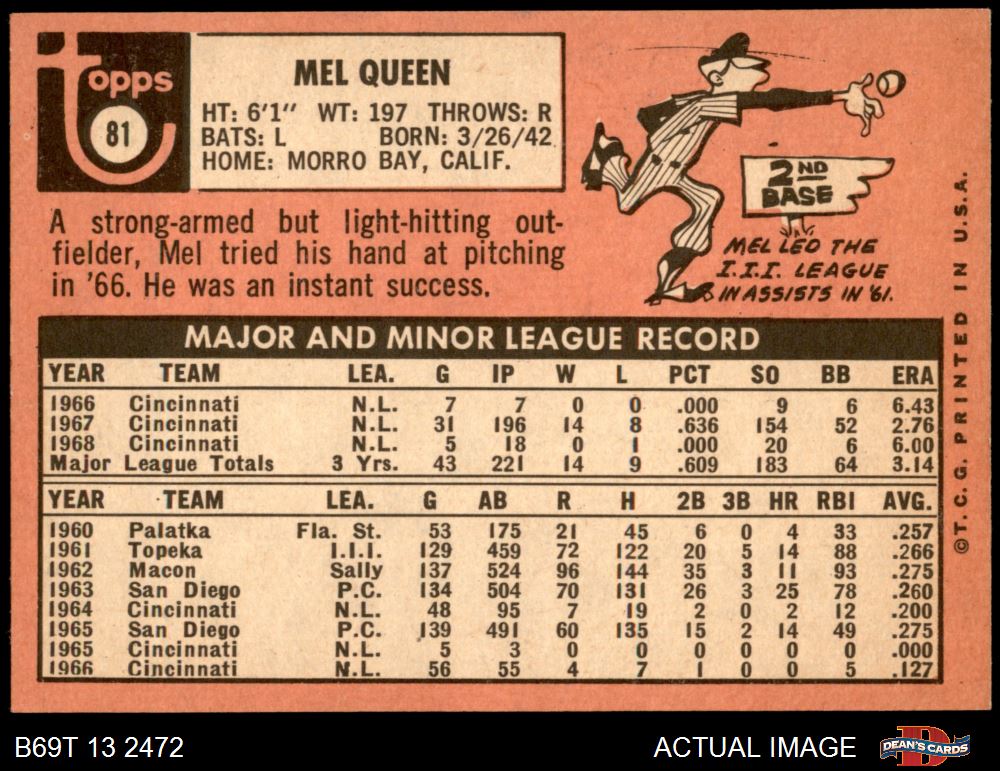 Topps
81
MEL QUEEN
HT: 6'1" WT: 197 THROWS: R
BATS: L BORN: 3/26/42
HOME: MORRO BAY, CALIF.
A strong-armed but light-hitting out-
fielder, Mel tried his hand at pitching
in '66. He was an instant success.
2ND
BASE
MEL LED THE
I.I.I. LEAGUE
IN ASSISTS IN '61.
MAJOR AND MINOR LEAGUE RECORD
YEAR TEAM LEA. G IP W L PCT SO BB ERA
1966 Cincinnati N.L. 7 7 0 0 .000 9 6 6.43
1967 Cincinnati N.L. 31 196 14 8 .636 154 52 2.76
1968 Cincinnati N.L. 5 18 0 1 .000 20 6 6.00
Major League Totals 3 Yrs. 43 221 14 9 .609 183 64 3.14
YEAR TEAM LEA. G AB R H 2B 3B HR RBI AVG.
1960 Palatka Fla. St. 53 175 21 45 6 0 4 33 .257
1961 Topeka I.I.I. 129 459 72 122 20 5 14 88 .266
1962 Macon Sally 137 524 96 144 35 3 11 93 .275
1963 San Diego P.C. 134 504 70 131 26 3 25 78 .260
1964 Cincinnati N.L. 48 95 7 19 2 0 2 12 .200
1965 San Diego P.C. 139 491 60 135 15 2 14 49 .275
1965 Cincinnati N.L. 5 3 0 0 0 0 0 0 .000
1966 Cincinnati N.L. 56 55 4 7 1 0 0 5 .127
©T.C.G. PRINTED IN U.S.A.
B69T 13 2472
ACTUAL IMAGE
DEAN'S CARDS